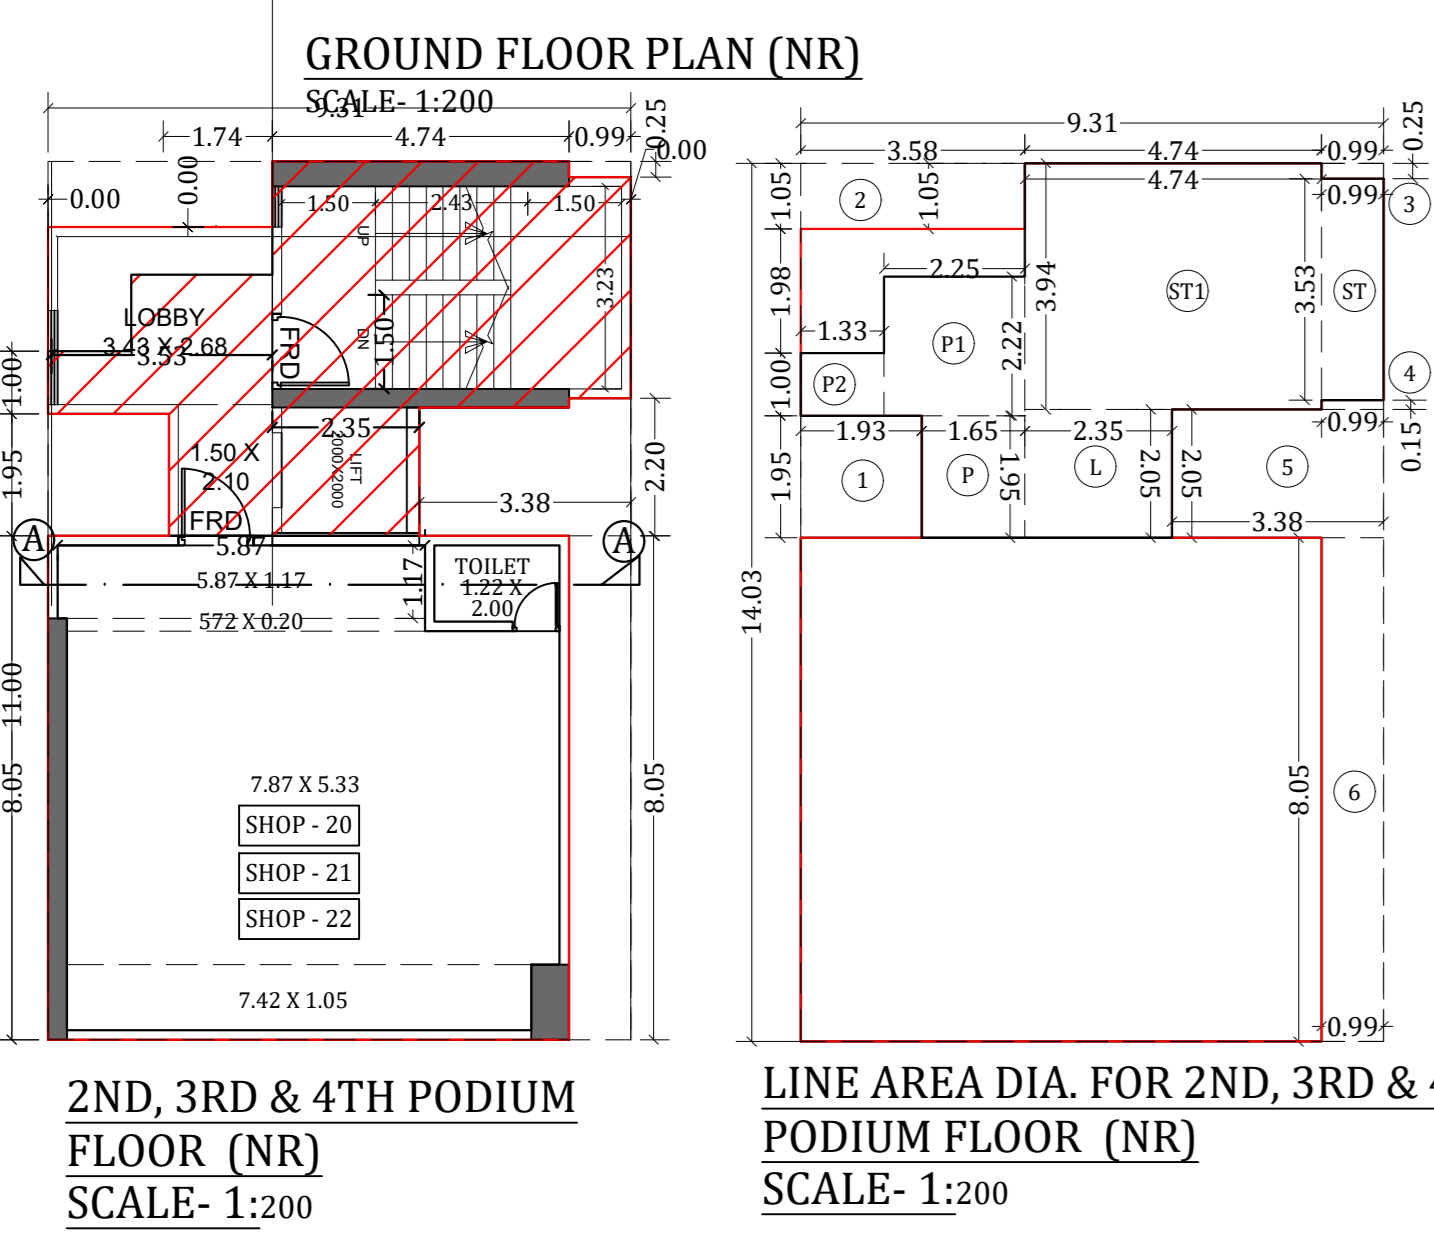 GROUND FLOOR PLAN (NR)
SCALE- 1:200
9.31
1.74
4.74
0.99
0.25
0.00
0.00
0.00
1.50
2.43
1.50
UP
3.23
LOBBY
3.43 X 2.68
3.53
FRD
1.50
DN
1.00
2.35
1.50 X
2.10
LIFT
2000X2000
1.95
2.20
3.38
FRD
A
A
5.87
5.87 X 1.17
1.17
TOILET
1.22 X
2.00
572 X 0.20
11.00
8.05
8.05
7.87 X 5.33
SHOP - 20
SHOP - 21
SHOP - 22
7.42 X 1.05
2ND, 3RD & 4TH PODIUM
FLOOR (NR)
SCALE- 1:200
9.31
0.25
3.58
4.74
0.99
4.74
0.99
1.05
2
1.05
3
2.25
3.94
ST1
3.53
ST
1.98
1.33
P1
2.22
1.00
P2
4
1.93
1.65
2.35
0.99
0.15
1.95
1
P
1.95
L
2.05
2.05
5
3.38
14.03
8.05
6
0.99
LINE AREA DIA. FOR 2ND, 3RD &
PODIUM FLOOR (NR)
SCALE- 1:200